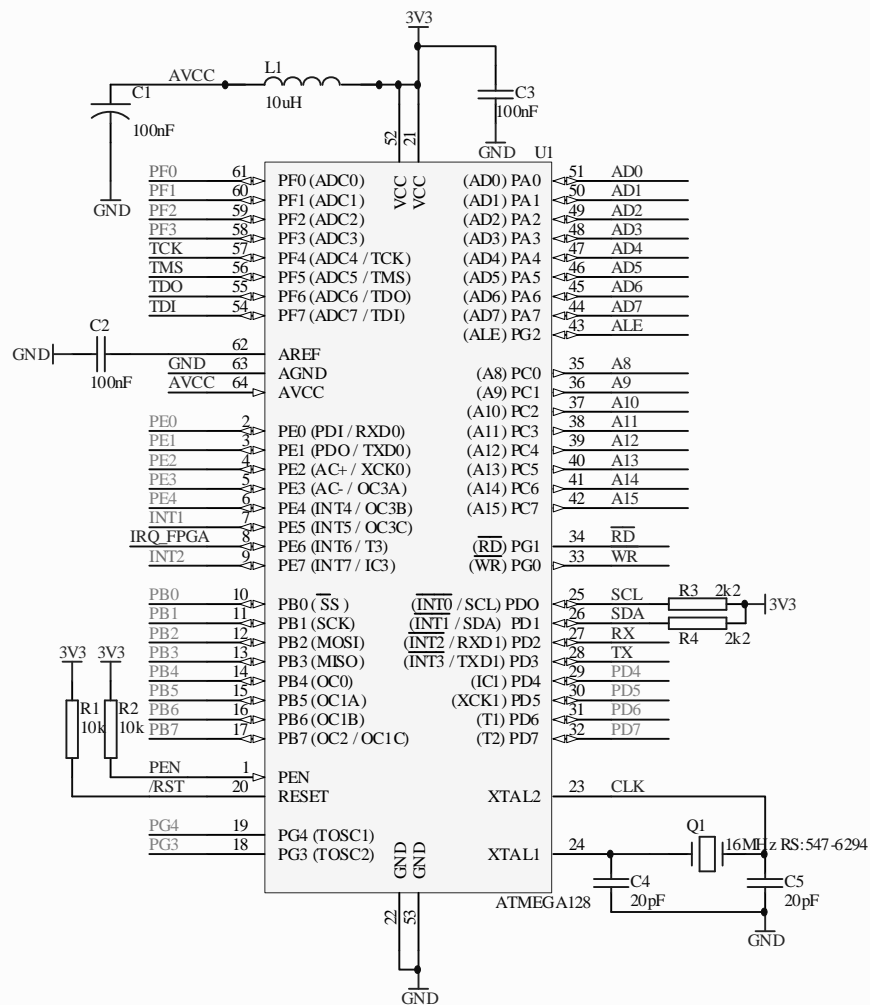 3V3
AVCC
L1
10uH
C1
100nF
C3
100nF
GND
GND
52
21
U1
VCC
VCC
PF0 61 PF0 (ADC0)
PF1 60 PF1 (ADC1)
PF2 59 PF2 (ADC2)
PF3 58 PF3 (ADC3)
TCK 57 PF4 (ADC4 / TCK)
TMS 56 PF5 (ADC5 / TMS)
TDO 55 PF6 (ADC6 / TDO)
TDI 54 PF7 (ADC7 / TDI)
(AD0) PA0 51 AD0
(AD1) PA1 50 AD1
(AD2) PA2 49 AD2
(AD3) PA3 48 AD3
(AD4) PA4 47 AD4
(AD5) PA5 46 AD5
(AD6) PA6 45 AD6
(AD7) PA7 44 AD7
(ALE) PG2 43 ALE
C2
GND
100nF
62 AREF
GND 63 AGND
AVCC 64 AVCC
(A8) PC0 35 A8
(A9) PC1 36 A9
(A10) PC2 37 A10
(A11) PC3 38 A11
(A12) PC4 39 A12
(A13) PC5 40 A13
(A14) PC6 41 A14
(A15) PC7 42 A15
PE0 2 PE0 (PDI / RXD0)
PE1 3 PE1 (PDO / TXD0)
PE2 4 PE2 (AC+ / XCK0)
PE3 5 PE3 (AC- / OC3A)
PE4 6 PE4 (INT4 / OC3B)
INT1 7 PE5 (INT5 / OC3C)
IRQ_FPGA 8 PE6 (INT6 / T3)
INT2 9 PE7 (INT7 / IC3)
(RD) PG1 34 RD
(WR) PG0 33 WR
PB0 10 PB0 (SS)
PB1 11 PB1 (SCK)
PB2 12 PB2 (MOSI)
PB3 13 PB3 (MISO)
PB4 14 PB4 (OC0)
PB5 15 PB5 (OC1A)
PB6 16 PB6 (OC1B)
PB7 17 PB7 (OC2 / OC1C)
(INT0 / SCL) PDO 25 SCL R3 2k2
3V3
(INT1 / SDA) PD1 26 SDA R4 2k2
(INT2 / RXD1) PD2 27 RX
(INT3 / TXD1) PD3 28 TX
(IC1) PD4 29 PD4
(XCK1) PD5 30 PD5
(T1) PD6 31 PD6
(T2) PD7 32 PD7
3V3
3V3
R1
10k
R2
10k
PEN 1 PEN
/RST 20 RESET
PG4 19 PG4 (TOSC1)
PG3 18 PG3 (TOSC2)
XTAL2 23 CLK
XTAL1 24
Q1
16MHz RS:547-6294
C4
20pF
C5
20pF
GND
GND
GND
ATMEGA128
22
53
GND
GND